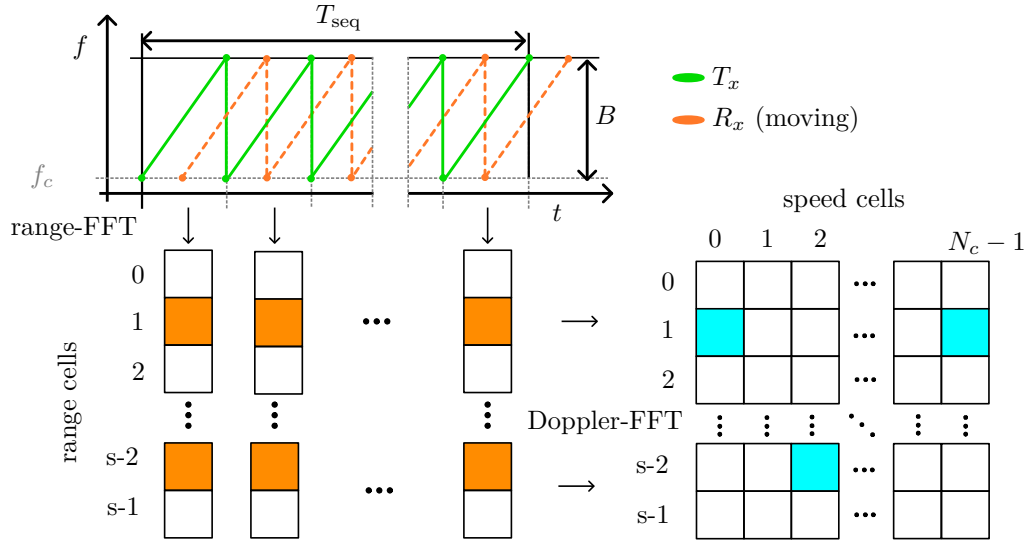 T_seq
f
B
f_c
t
T_x
R_x (moving)
range-FFT
speed cells
0 1 2 N_c − 1
range cells
0
1
2
s-2
s-1
...
Doppler-FFT
0
1
2
s-2
s-1